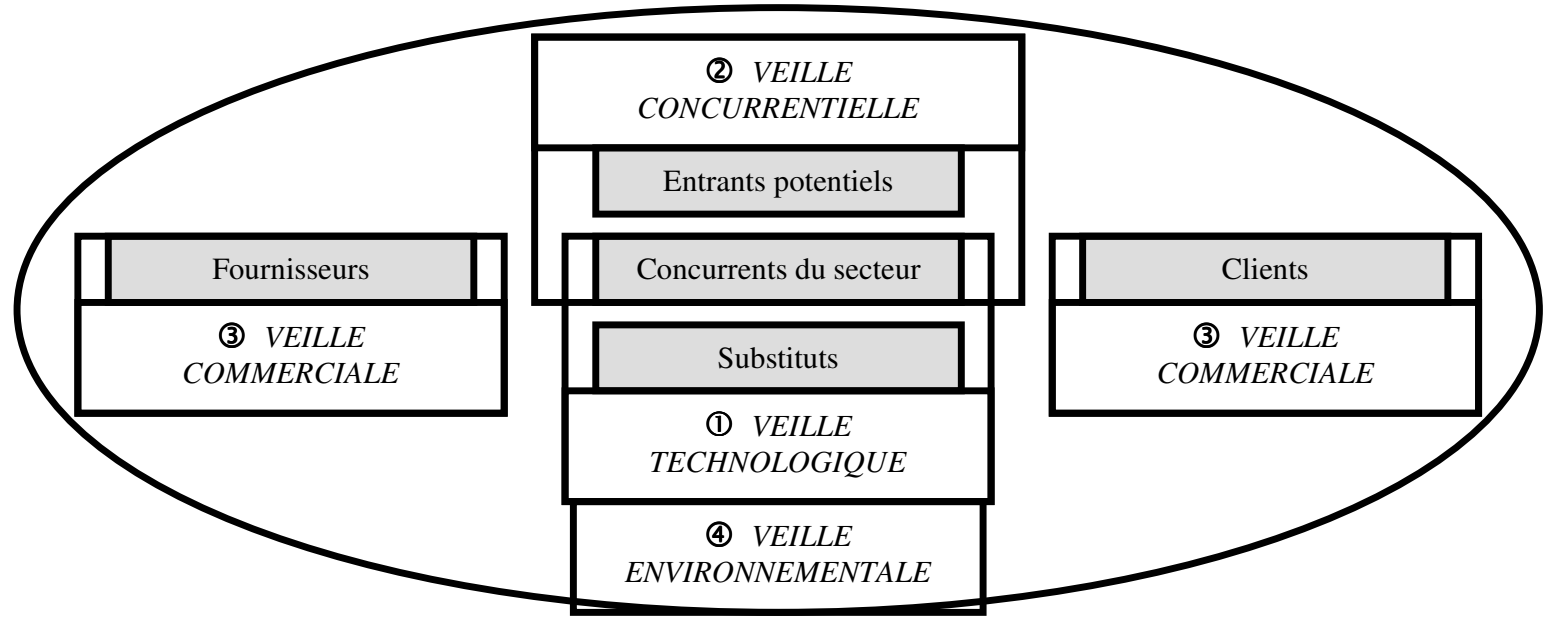 ② VEILLE
CONCURRENTIELLE
Entrants potentiels
Fournisseurs
Concurrents du secteur
Clients
③ VEILLE
COMMERCIALE
Substituts
③ VEILLE
COMMERCIALE
① VEILLE
TECHNOLOGIQUE
④ VEILLE
ENVIRONNEMENTALE